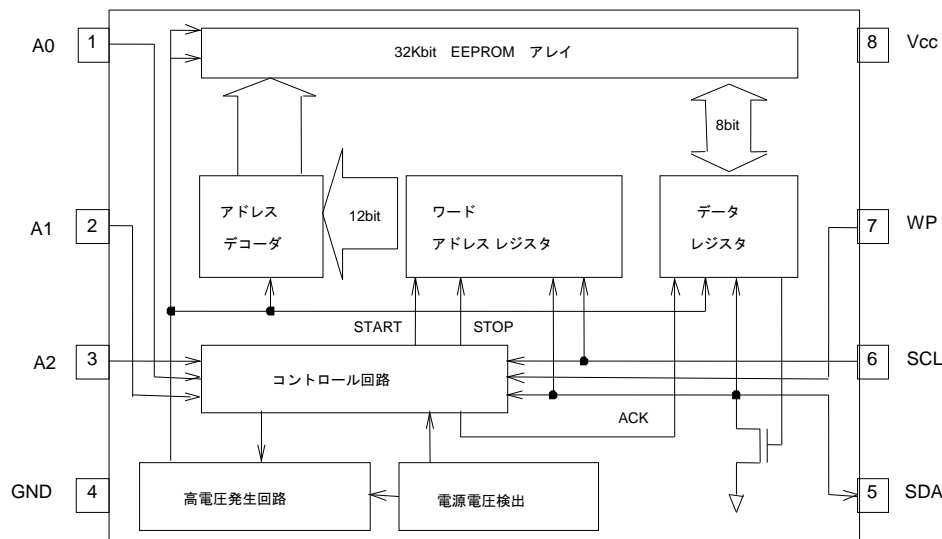 A0
1
32Kbit EEPROM アレイ
8
Vcc
8bit
A1
2
アドレス
デコーダ
12bit
ワード
アドレス レジスタ
データ
レジスタ
7
WP
START
STOP
A2
3
コントロール回路
6
SCL
ACK
GND
4
高電圧発生回路
電源電圧検出
5
SDA